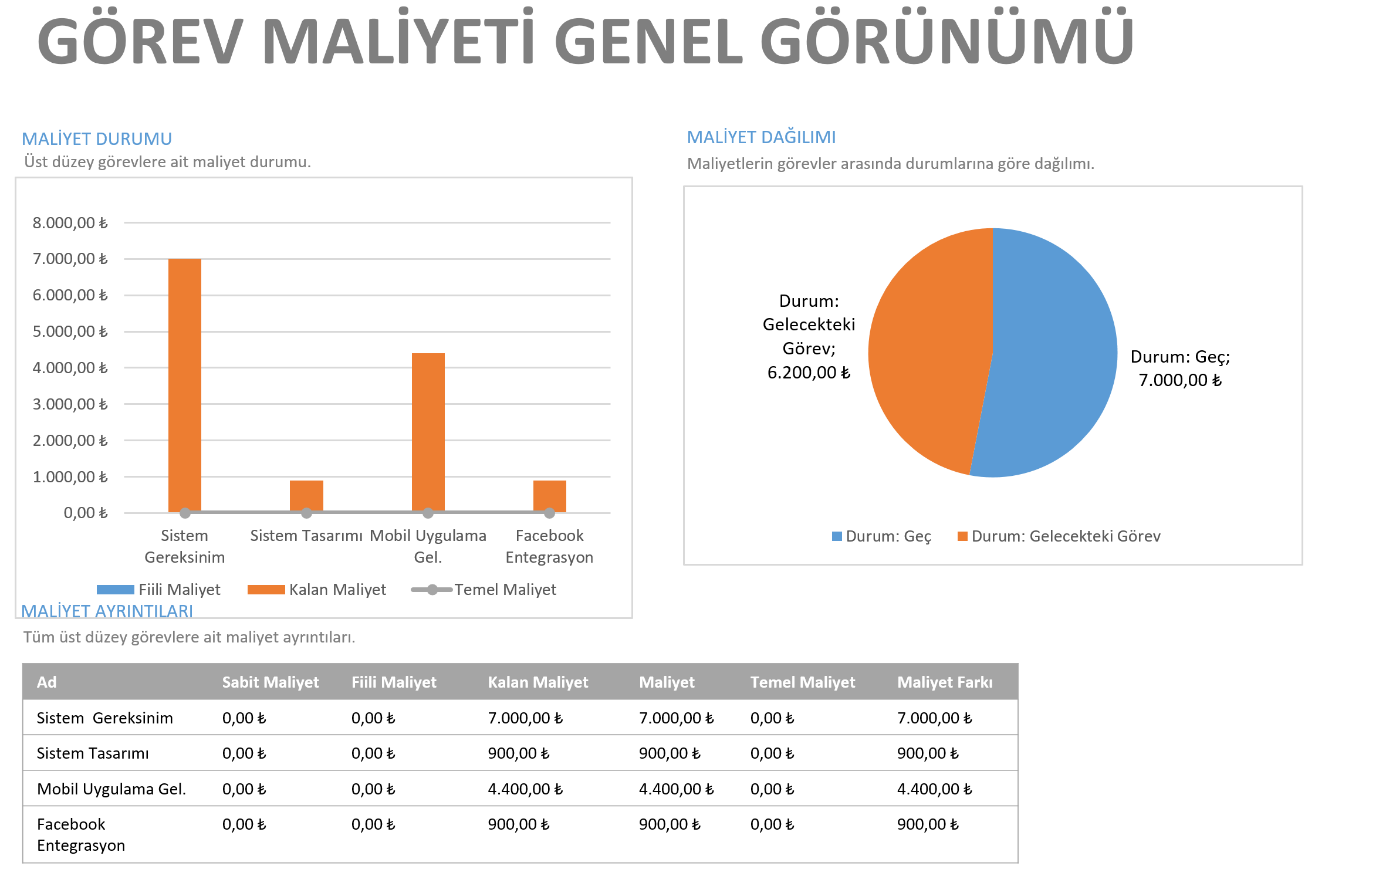 GÖREV MALİYETİ GENEL GÖRÜNÜMÜ
MALİYET DURUMU
Üst düzey görevlere ait maliyet durumu.
8.000,00 ₺
7.000,00 ₺
6.000,00 ₺
5.000,00 ₺
4.000,00 ₺
3.000,00 ₺
2.000,00 ₺
1.000,00 ₺
0,00 ₺
Sistem Gereksinim
Sistem Tasarımı
Mobil Uygulama Gel.
Facebook Entegrasyon
Fiili Maliyet Kalan Maliyet Temel Maliyet
MALİYET DAĞILIMI
Maliyetlerin görevler arasında durumlarına göre dağılımı.
Durum:
Gelecekteki
Görev;
6.200,00 ₺
Durum: Geç;
7.000,00 ₺
Durum: Geç Durum: Gelecekteki Görev
MALİYET AYRINTILARI
Tüm üst düzey görevlere ait maliyet ayrıntıları.
Ad Sabit Maliyet Fiili Maliyet Kalan Maliyet Maliyet Temel Maliyet Maliyet Farkı
Sistem Gereksinim 0,00 ₺ 0,00 ₺ 7.000,00 ₺ 7.000,00 ₺ 0,00 ₺ 7.000,00 ₺
Sistem Tasarımı 0,00 ₺ 0,00 ₺ 900,00 ₺ 900,00 ₺ 0,00 ₺ 900,00 ₺
Mobil Uygulama Gel. 0,00 ₺ 0,00 ₺ 4.400,00 ₺ 4.400,00 ₺ 0,00 ₺ 4.400,00 ₺
Facebook 0,00 ₺ 0,00 ₺ 900,00 ₺ 900,00 ₺ 0,00 ₺ 900,00 ₺
Entegrasyon